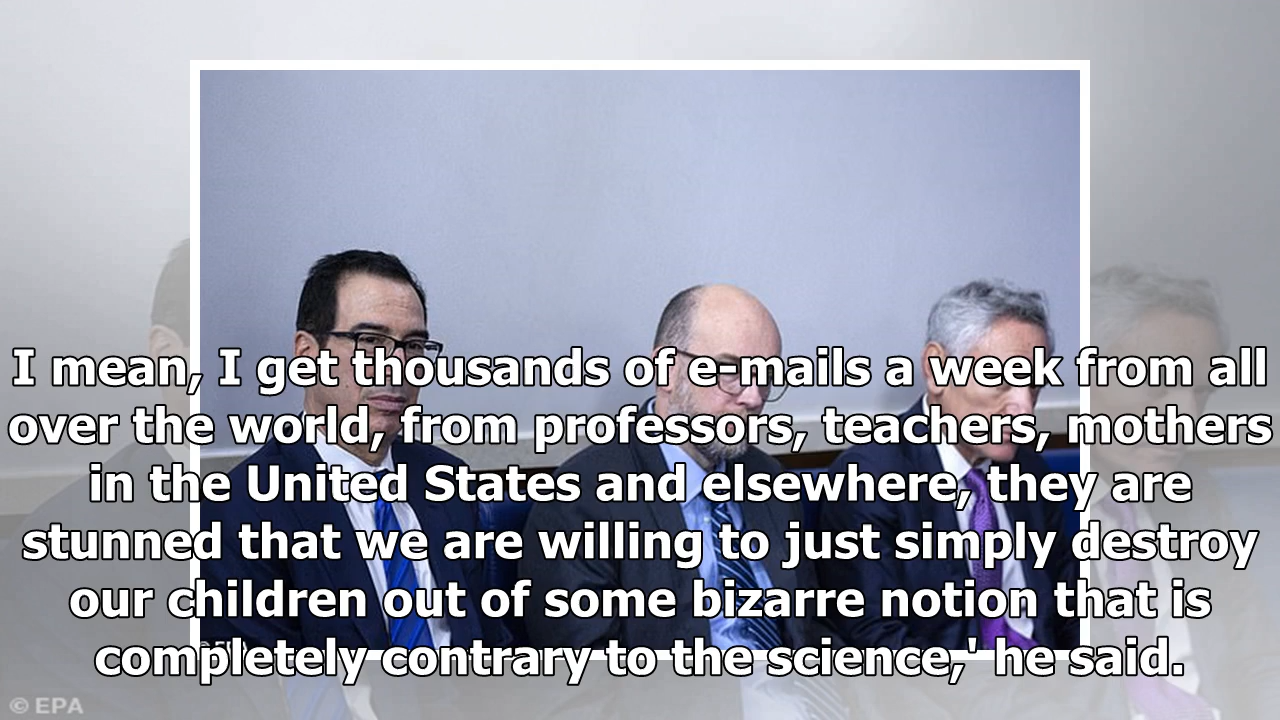 I mean, I get thousands of e-mails a week from all
over the world, from professors, teachers, mothers
in the United States and elsewhere, they are
stunned that we are willing to just simply destroy
our children out of some bizarre notion that is
completely contrary to the science,' he said.
© EPA